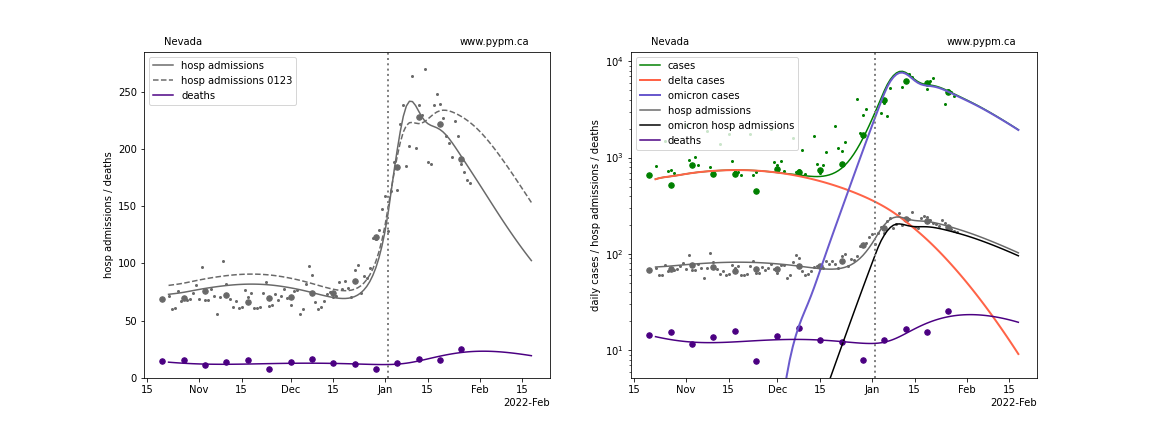 Nevada
www.pypm.ca
hosp admissions
hosp admissions 0123
deaths
hosp admissions / deaths
250
200
150
100
50
0
15
Nov
15
Dec
15
Jan
15
Feb
15
2022-Feb
Nevada
www.pypm.ca
cases
delta cases
omicron cases
hosp admissions
omicron hosp admissions
deaths
daily cases / hosp admissions / deaths
10⁴
10³
10²
10¹
15
Nov
15
Dec
15
Jan
15
Feb
15
2022-Feb